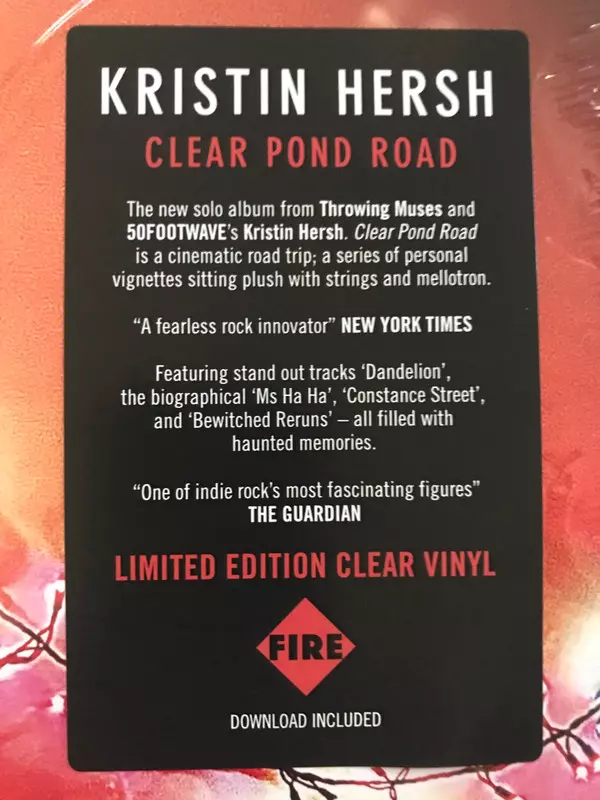 KRISTIN HERSH
CLEAR POND ROAD
The new solo album from Throwing Muses and
50FOOTWAVE's Kristin Hersh. Clear Pond Road
is a cinematic road trip; a series of personal
vignettes sitting plush with strings and mellotron.
“A fearless rock innovator” NEW YORK TIMES
Featuring stand out tracks ‘Dandelion’,
the biographical ‘Ms Ha Ha’, ‘Constance Street’,
and ‘Bewitched Reruns’ – all filled with
haunted memories.
“One of indie rock's most fascinating figures”
THE GUARDIAN
LIMITED EDITION CLEAR VINYL
FIRE
DOWNLOAD INCLUDED